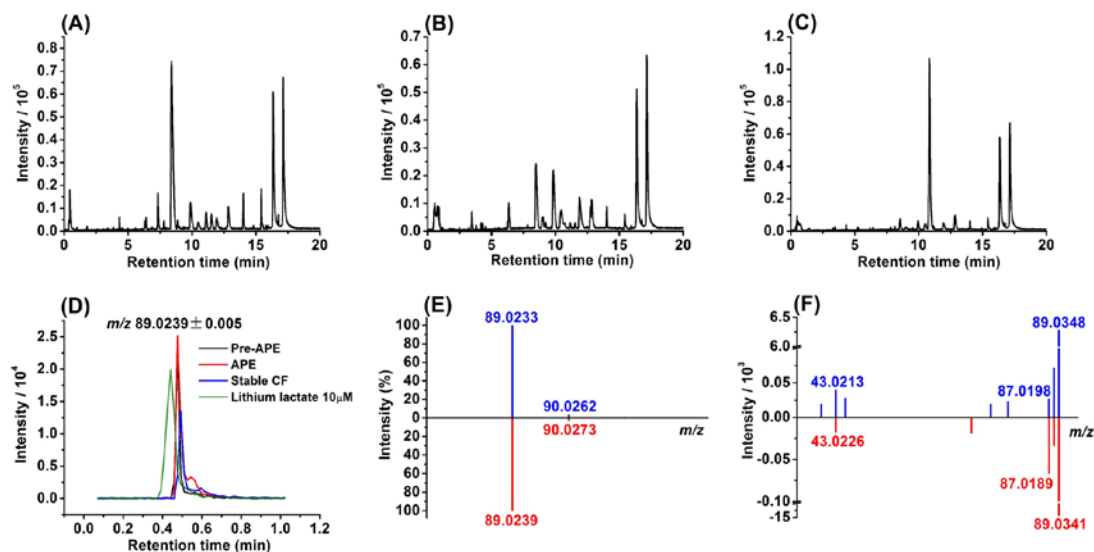 (A)
Intensity / 10^5
0.8
0.7
0.6
0.5
0.4
0.3
0.2
0.1
0.0
0 5 10 15 20
Retention time (min)
(B)
Intensity / 10^5
0.7
0.6
0.5
0.4
0.3
0.2
0.1
0.0
0 5 10 15 20
Retention time (min)
(C)
Intensity / 10^5
1.2
1.0
0.8
0.6
0.4
0.2
0.0
0 5 10 15 20
Retention time (min)
(D)
m/z 89.0239 ± 0.005
Pre-APE
APE
Stable CF
Lithium lactate 10μM
Intensity / 10^4
2.5
2.0
1.5
1.0
0.5
0.0
0.0 0.2 0.4 0.6 0.8 1.0 1.2
Retention time (min)
(E)
89.0233
Intensity (%)
100
80
60
40
20
0
20
40
60
80
100
90.0262
m/z
90.0273
89.0239
(F)
Intensity / 10^3
6.5
6.0
0.05
0.00
-0.05
-0.10
-15
89.0348
43.0213
87.0198
m/z
43.0226
87.0189
89.0341